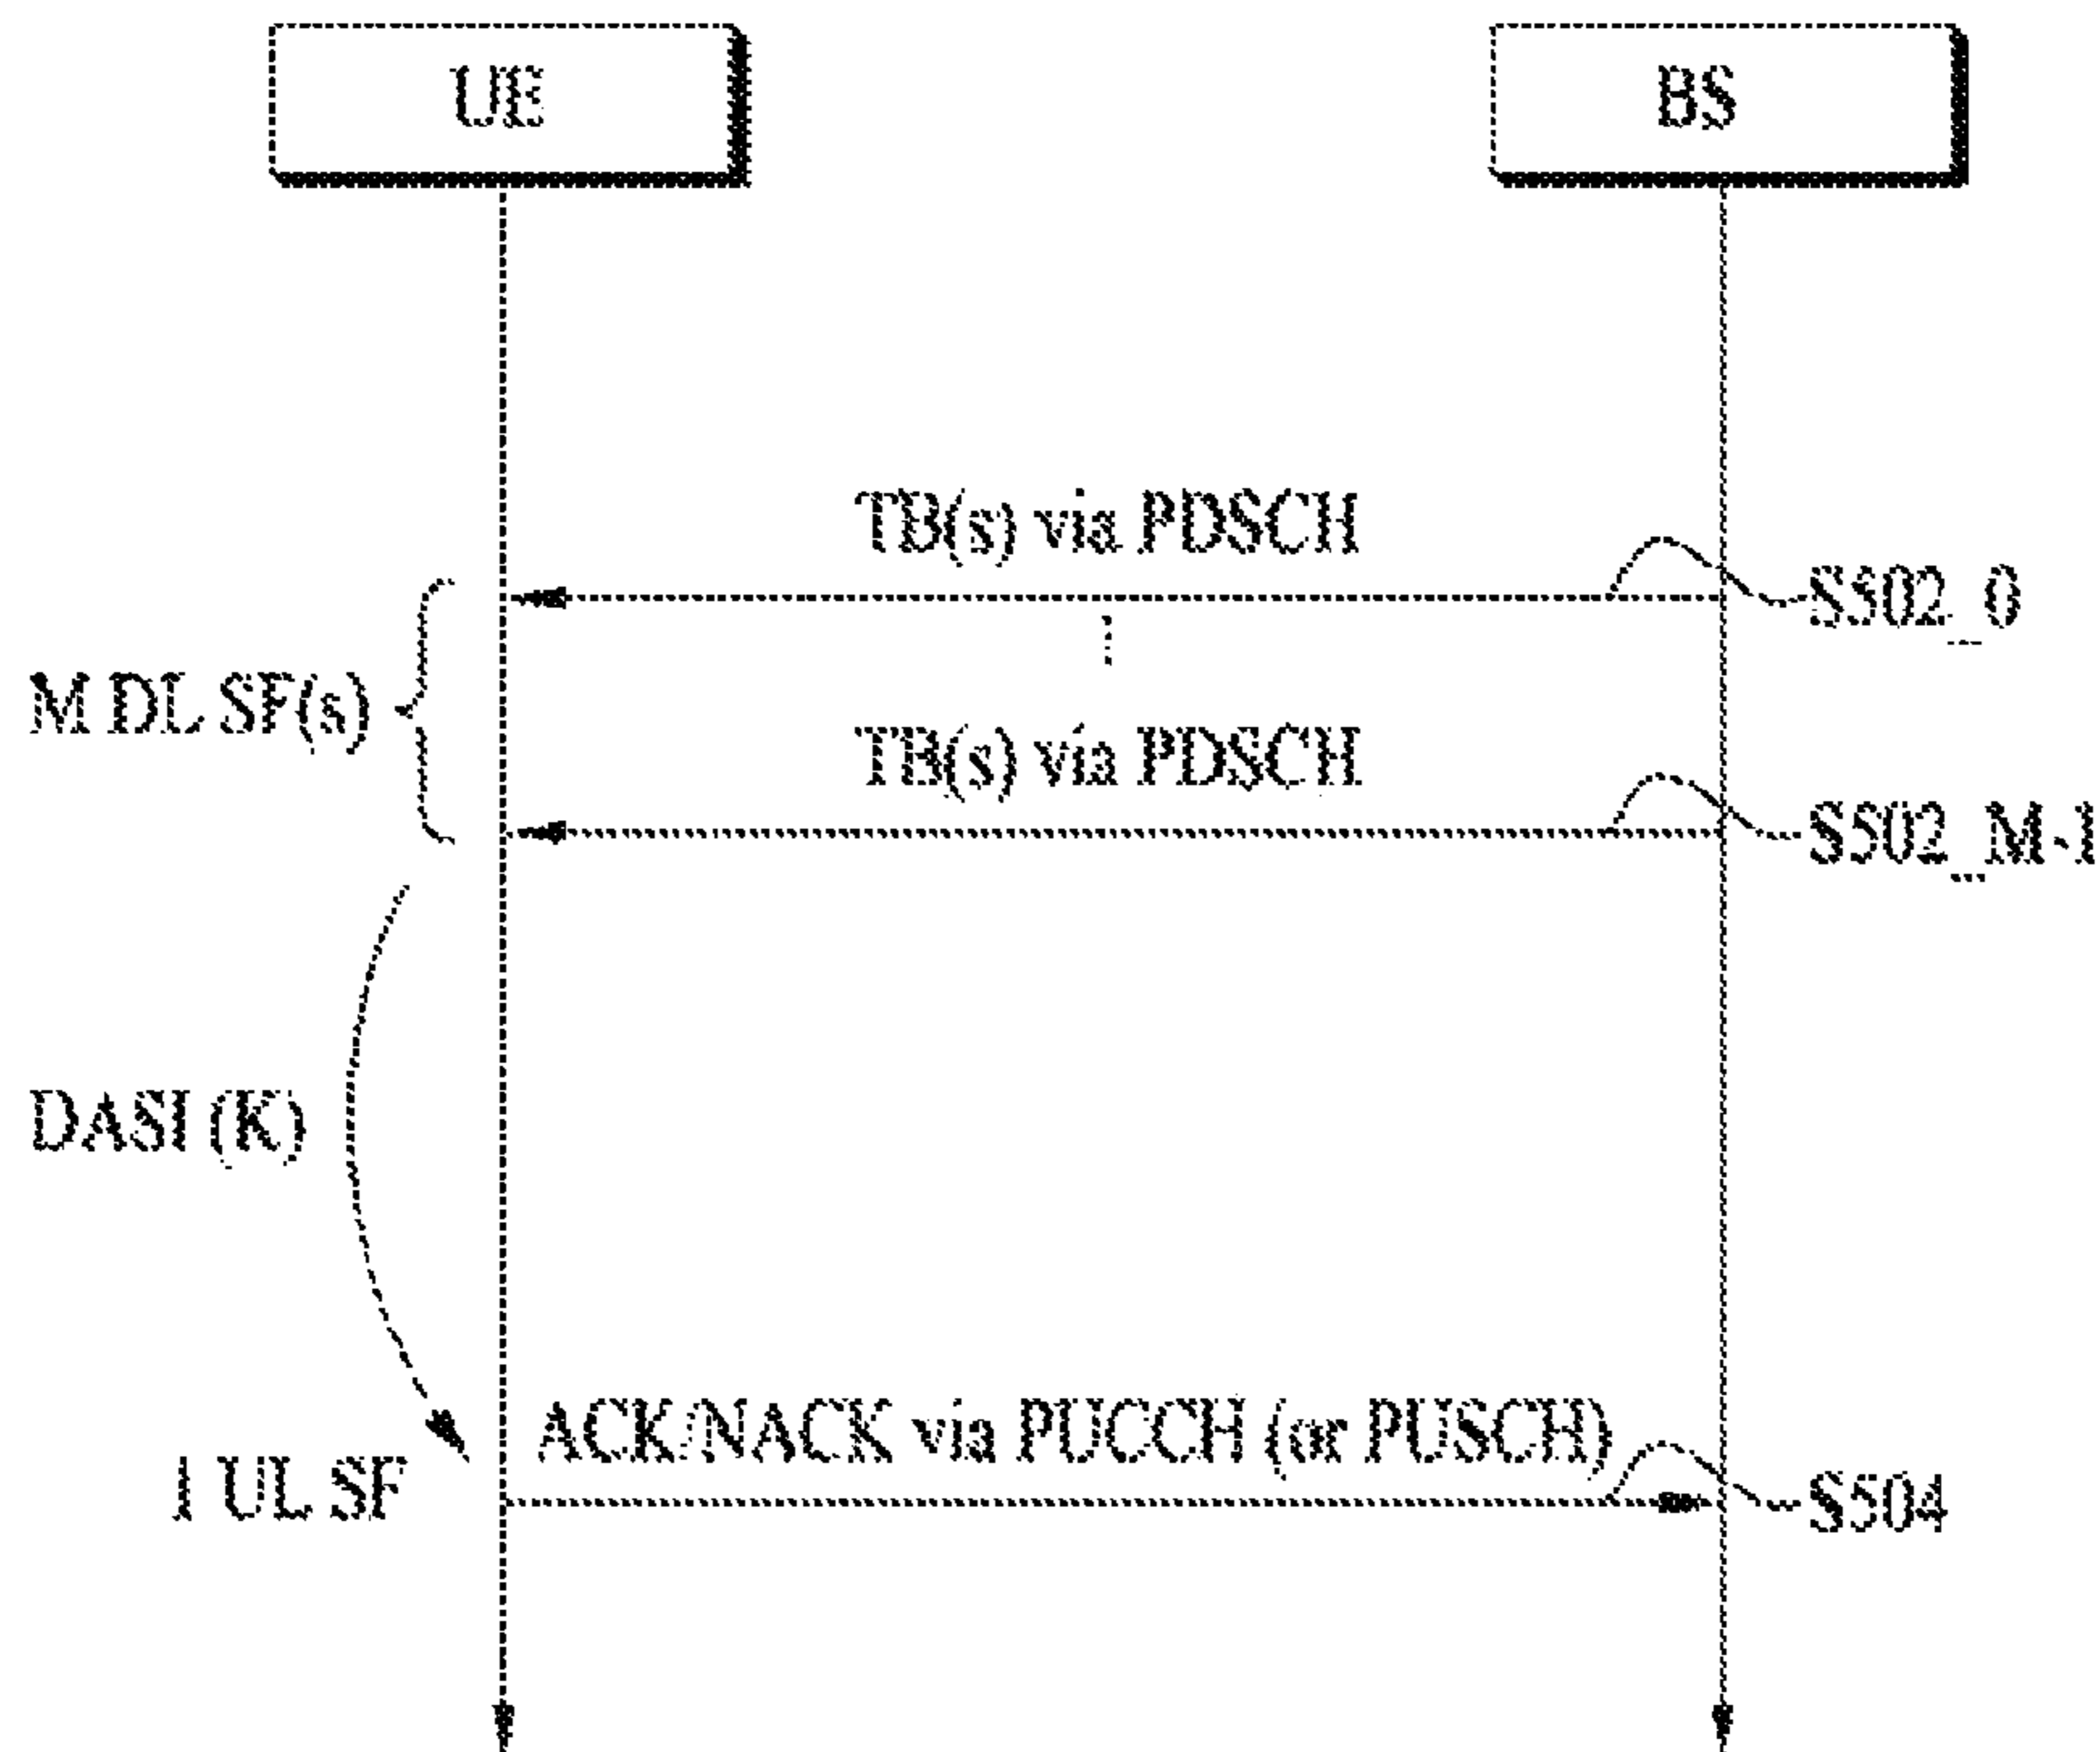 UE
BS
TB(s) via PDSCH
S502_0
M DL SF(s)
TB(s) via PDSCH
S502_M-1
DASI (K)
ACK/NACK via PUCCH (or PUSCH)
1 UL SF
S504